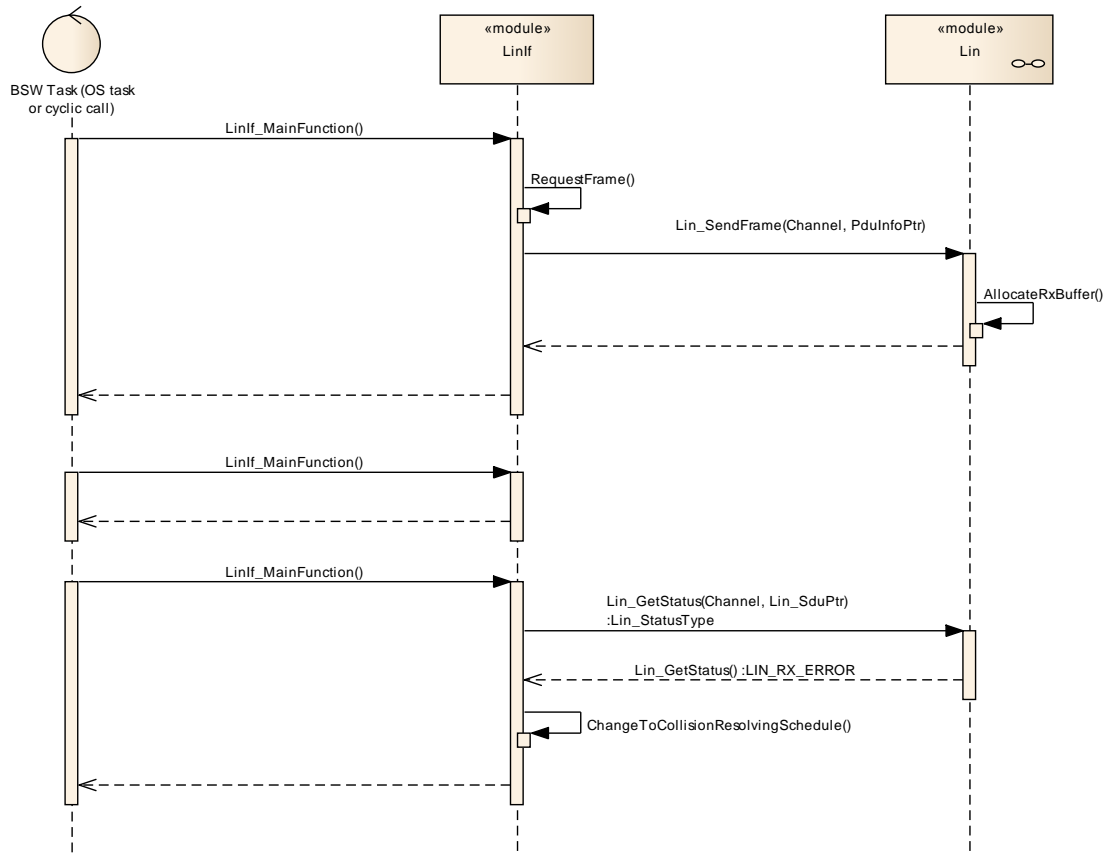 «module»
LinIf
«module»
Lin
BSW Task (OS task
or cyclic call)
LinIf_MainFunction()
RequestFrame()
Lin_SendFrame(Channel, PduInfoPtr)
AllocateRxBuffer()
LinIf_MainFunction()
LinIf_MainFunction()
Lin_GetStatus(Channel, Lin_SduPtr)
:Lin_StatusType
Lin_GetStatus() :LIN_RX_ERROR
ChangeToCollisionResolvingSchedule()